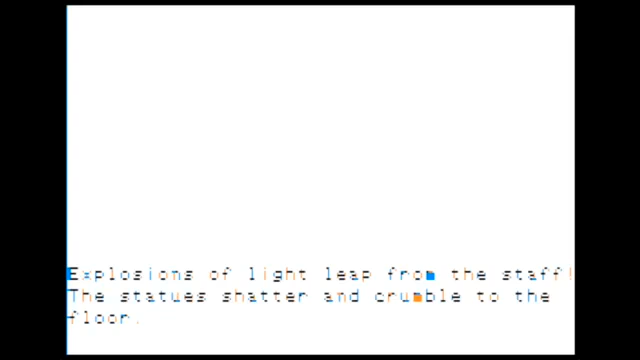 Explosions of light leap from the staff!
The statues shatter and crumble to the
floor.